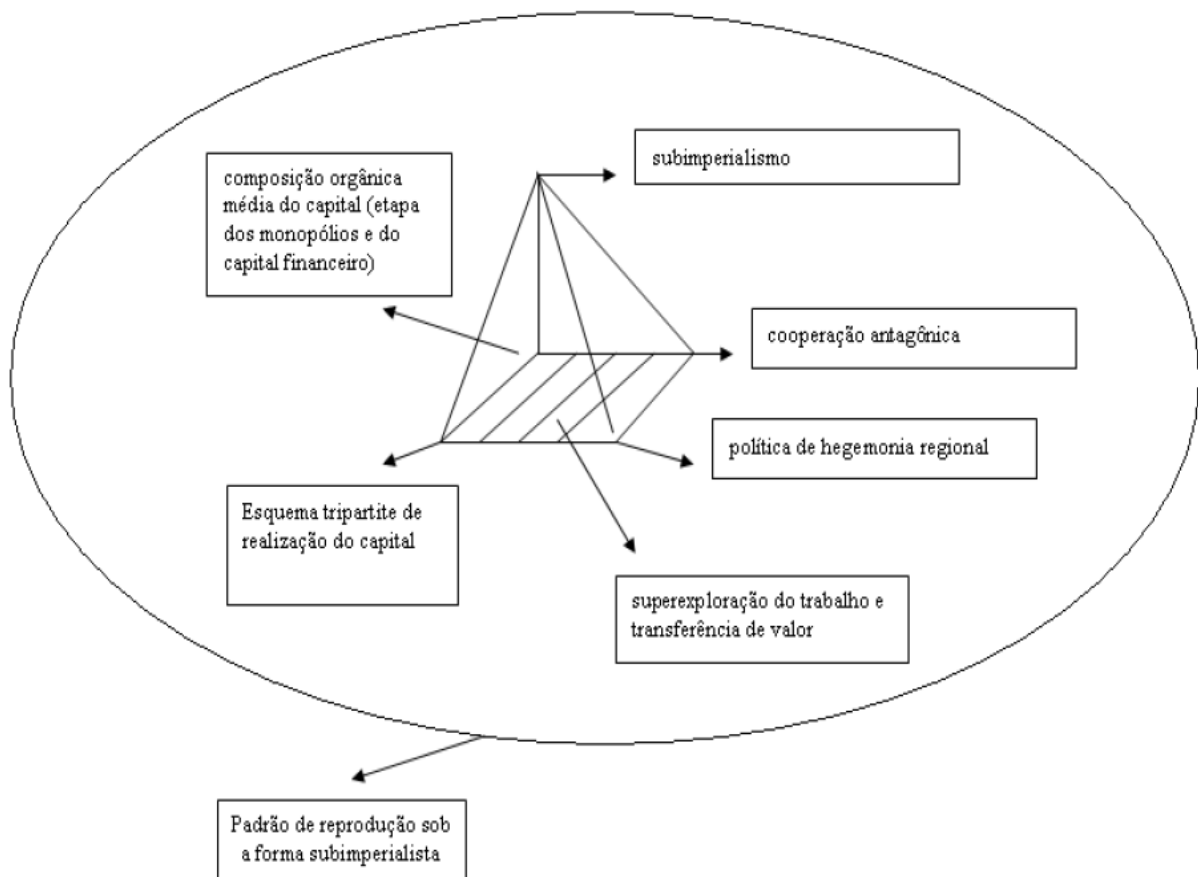 subimperialismo
composição orgânica
média do capital (etapa
dos monopólios e do
capital financeiro)
cooperação antagônica
política de hegemonia regional
Esquema tripartite de
realização do capital
superexploração do trabalho e
transferência de valor
Padrão de reprodução sob
a forma subimperialista